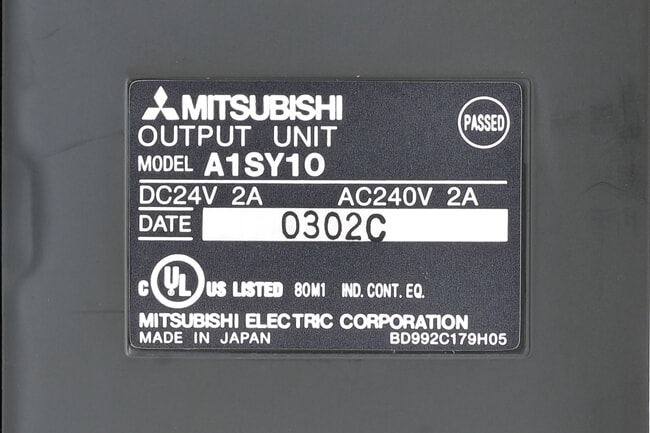 MITSUBISHI
OUTPUT UNIT
PASSED
MODEL A1SY10
DC24V 2A AC240V 2A
DATE 0302C
C UL US LISTED 80M1 IND. CONT. EQ.
MITSUBISHI ELECTRIC CORPORATION
MADE IN JAPAN BD992C179H05